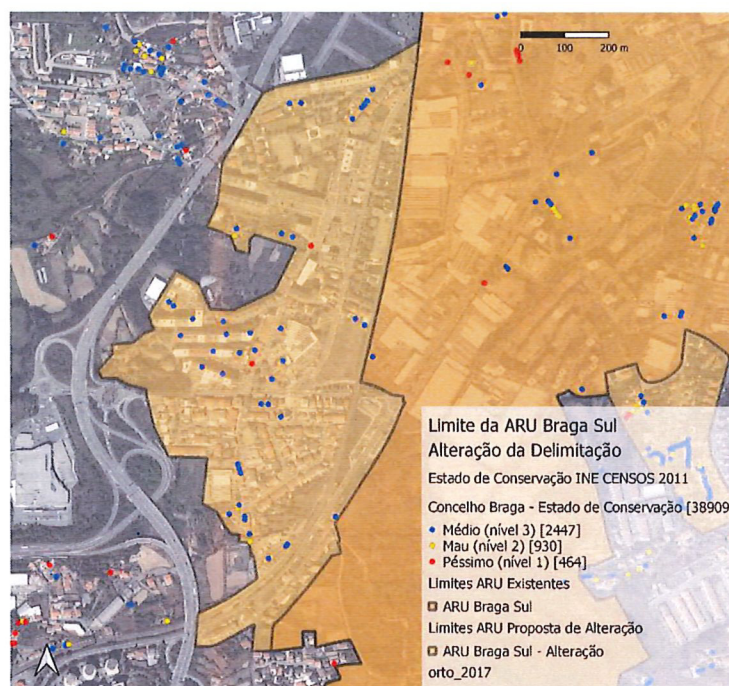 0 100 200 m
Limite da ARU Braga Sul
Alteração da Delimitação
Estado de Conservação INE CENSOS 2011
Concelho Braga - Estado de Conservação [38909
Médio (nível 3) [2447]
Mau (nível 2) [930]
Péssimo (nível 1) [464]
Limites ARU Existentes
ARU Braga Sul
Limites ARU Proposta de Alteração
ARU Braga Sul - Alteração
orto_2017